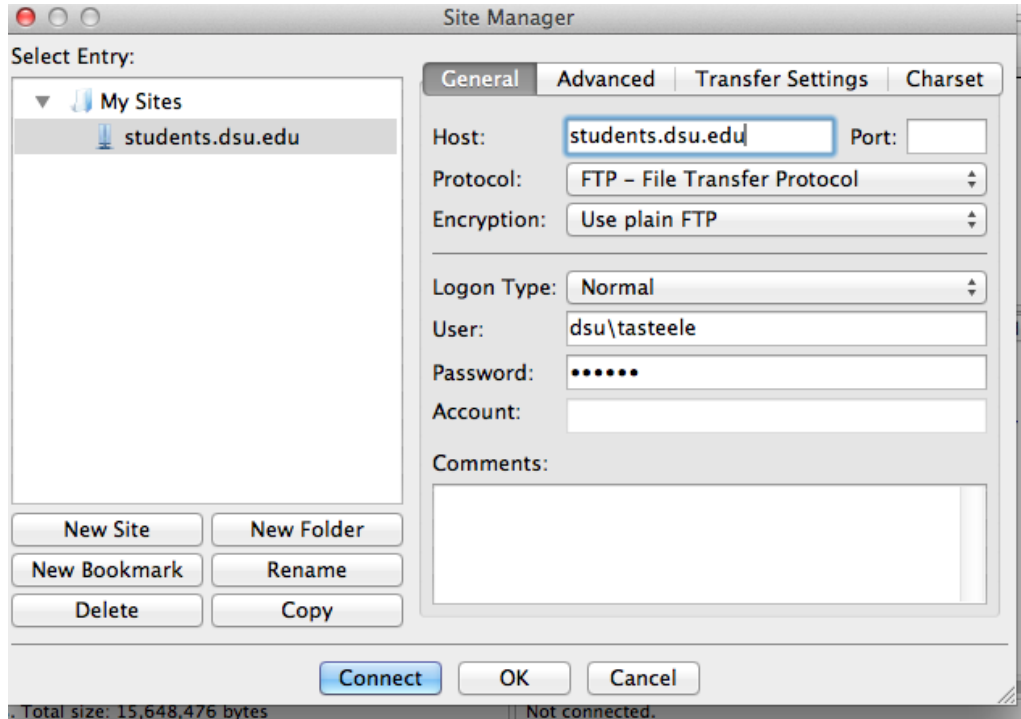 Site Manager
Select Entry:
My Sites
students.dsu.edu
New Site
New Folder
New Bookmark
Rename
Delete
Copy
General
Advanced
Transfer Settings
Charset
Host: students.dsu.edu Port:
Protocol: FTP – File Transfer Protocol
Encryption: Use plain FTP
Logon Type: Normal
User: dsu\tasteele
Password: ••••••
Account:
Comments:
Connect
OK
Cancel
. Total size: 15,648,476 bytes
Not connected.